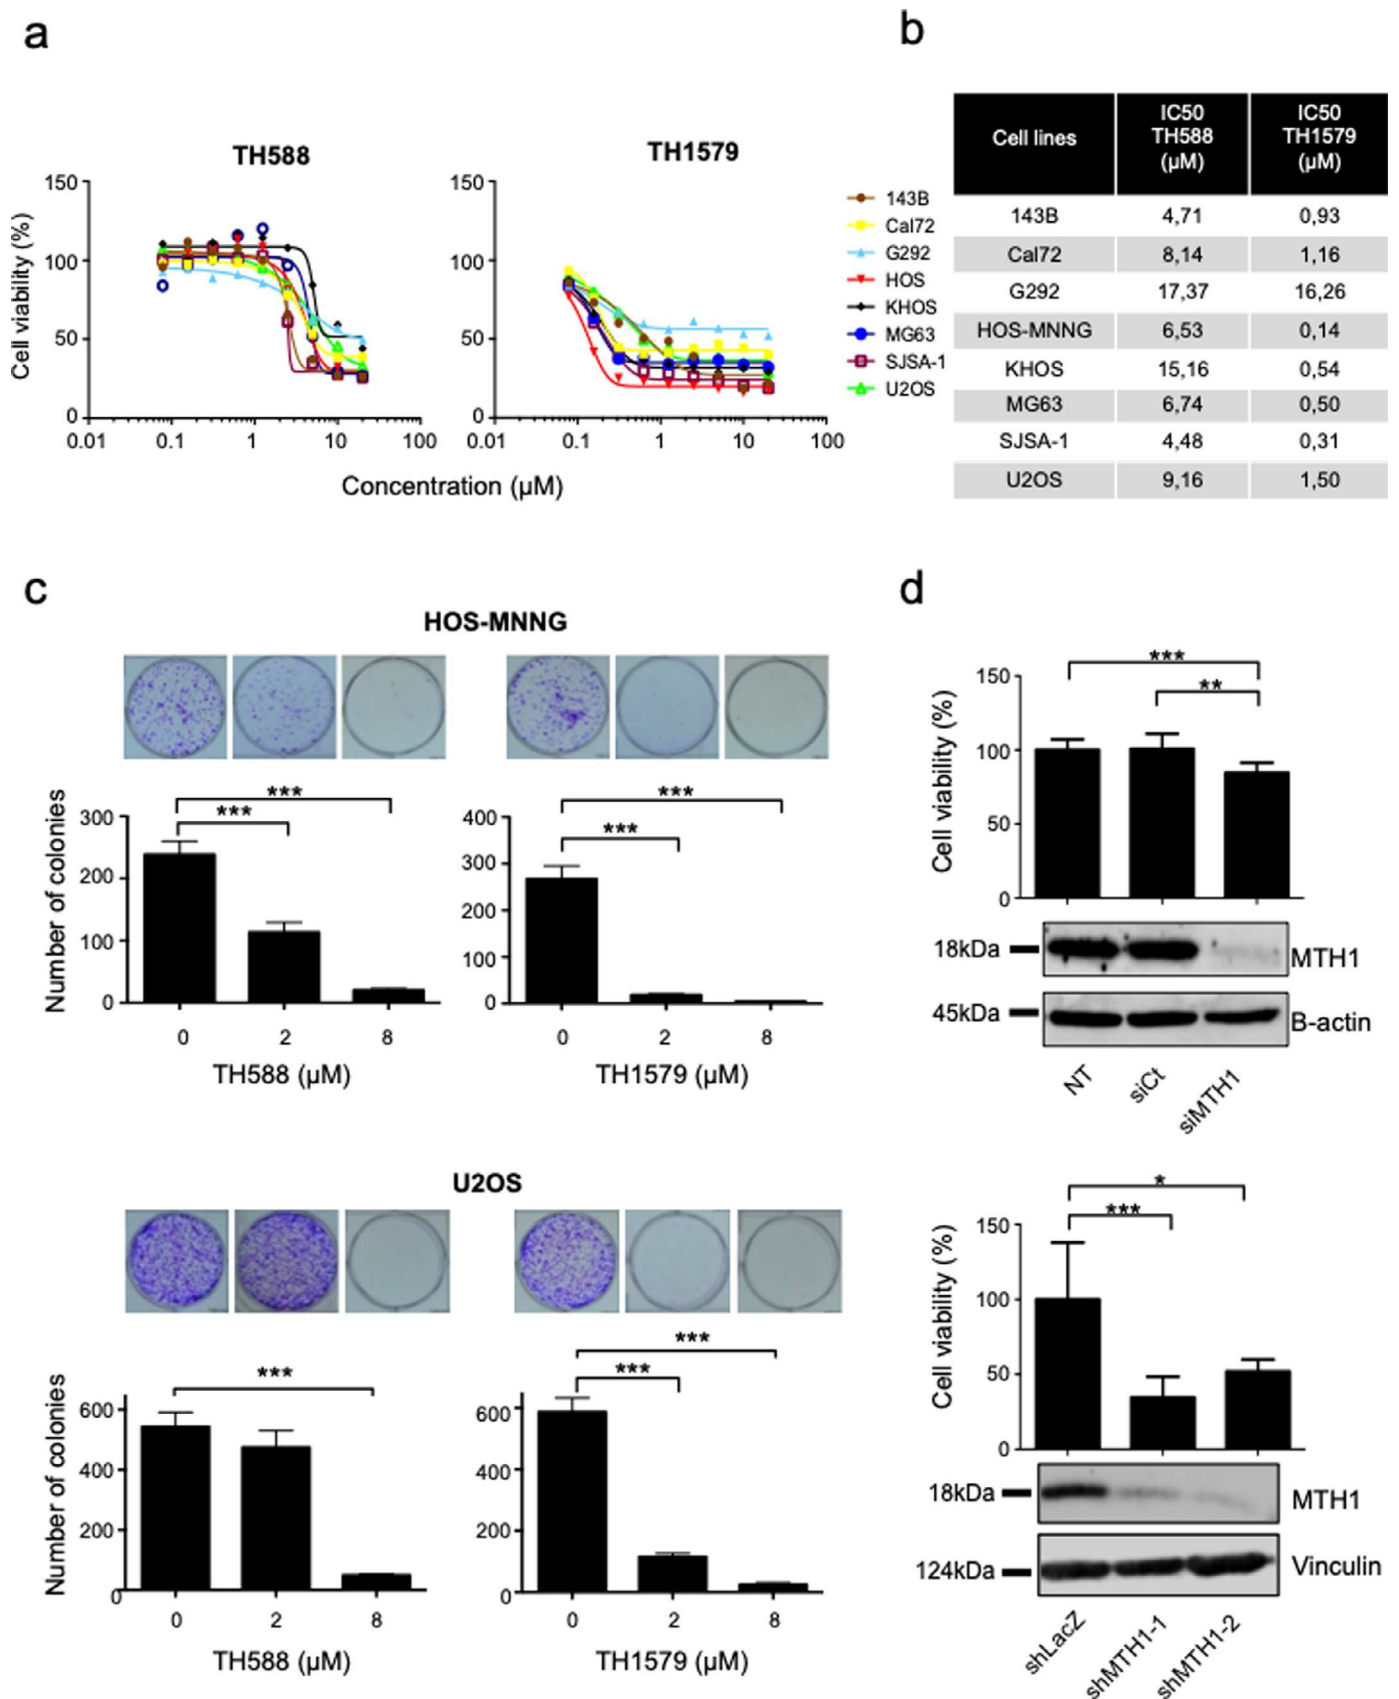 a
TH588
TH1579
Cell viability (%)
150
100
50
0
0.01 0.1 1 10 100
150
100
50
0
0.01 0.1 1 10 100
Concentration (µM)
143B
Cal72
G292
HOS
KHOS
MG63
SJSA-1
U2OS
b
Cell lines
IC50
TH588
(µM)
IC50
TH1579
(µM)
143B 4,71 0,93
Cal72 8,14 1,16
G292 17,37 16,26
HOS-MNNG 6,53 0,14
KHOS 15,16 0,54
MG63 6,74 0,50
SJSA-1 4,48 0,31
U2OS 9,16 1,50
c
HOS-MNNG
Number of colonies
300
200
100
0
***
***
0 2 8
TH588 (µM)
400
300
200
100
0
***
***
0 2 8
TH1579 (µM)
U2OS
Number of colonies
600
400
200
0
***
0 2 8
TH588 (µM)
600
400
200
0
***
***
0 2 8
TH1579 (µM)
d
Cell viability (%)
150
100
50
0
***
**
18kDa
MTH1
45kDa
B-actin
NT
siCt
siMTH1
Cell viability (%)
150
100
50
0
*
***
18kDa
MTH1
124kDa
Vinculin
shLacZ
shMTH1-1
shMTH1-2